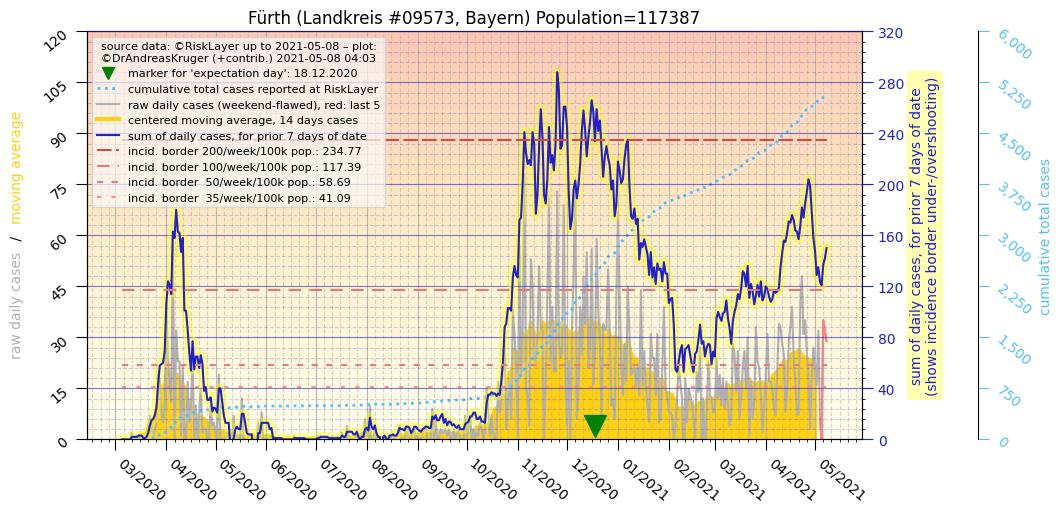 Fürth (Landkreis #09573, Bayern) Population=117387
source data: ©RiskLayer up to 2021-05-08 – plot:
©DrAndreasKruger (+contrib.) 2021-05-08 04:03
marker for 'expectation day': 18.12.2020
cumulative total cases reported at RiskLayer
raw daily cases (weekend-flawed), red: last 5
centered moving average, 14 days cases
sum of daily cases, for prior 7 days of date
incid. border 200/week/100k pop.: 234.77
incid. border 100/week/100k pop.: 117.39
incid. border  50/week/100k pop.: 58.69
incid. border  35/week/100k pop.: 41.09
raw daily cases / moving average
120
105
90
75
60
45
30
15
0
03/2020
04/2020
05/2020
06/2020
07/2020
08/2020
09/2020
10/2020
11/2020
12/2020
01/2021
02/2021
03/2021
04/2021
05/2021
320
280
240
200
160
120
80
40
0
sum of daily cases, for prior 7 days of date
(shows incidence border under-/overshooting)
6,000
5,250
4,500
3,750
3,000
2,250
1,500
750
0
cumulative total cases